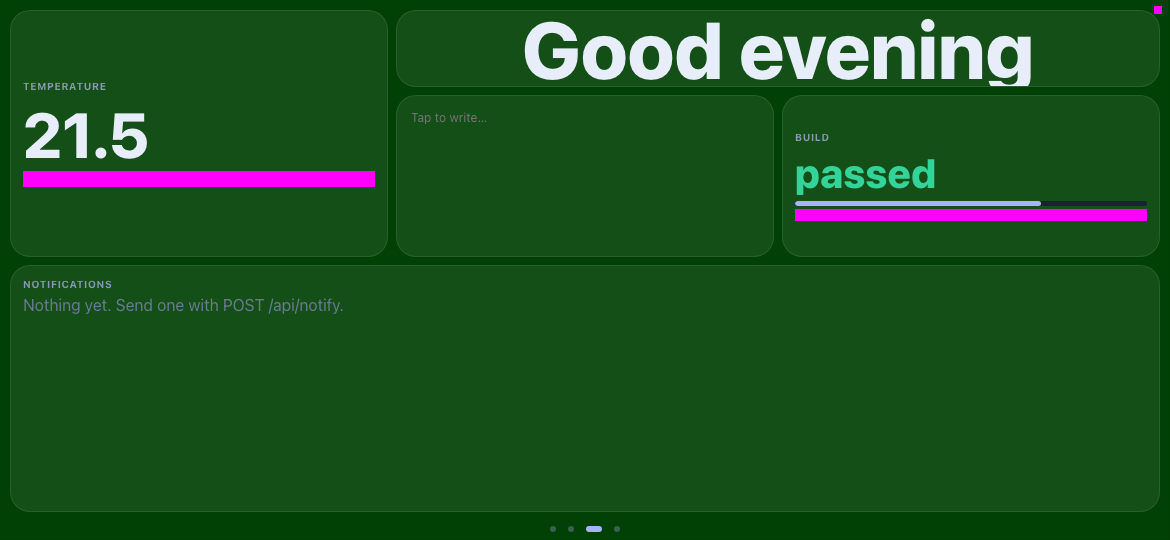 TEMPERATURE
21.5
Good evening
Tap to write...
BUILD
passed
NOTIFICATIONS
Nothing yet. Send one with POST /api/notify.